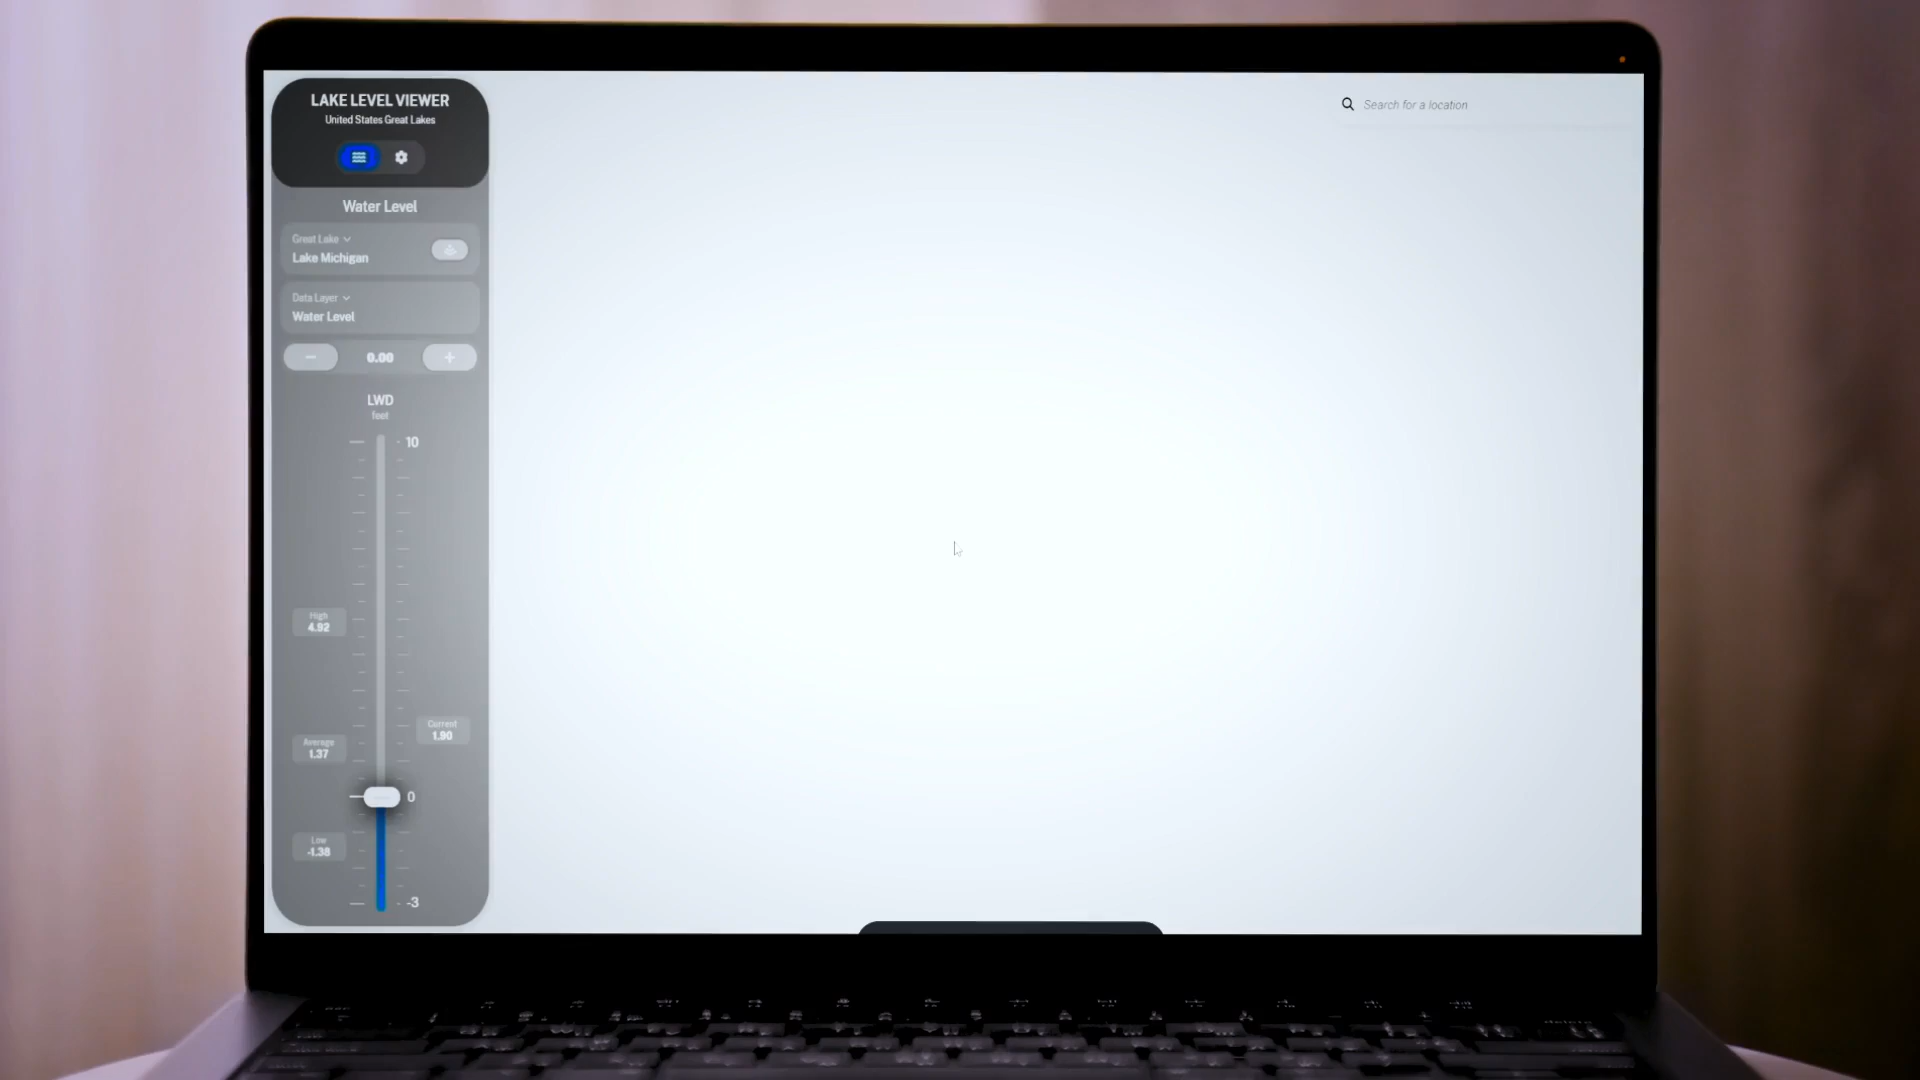 LAKE LEVEL VIEWER
United States Great Lakes
Search for a location
Water Level
Great Lake
Lake Michigan
Data Layer
Water Level
0.00
LWD
feet
10
High
4.92
Current
1.90
Average
1.37
0
Low
-1.38
-3